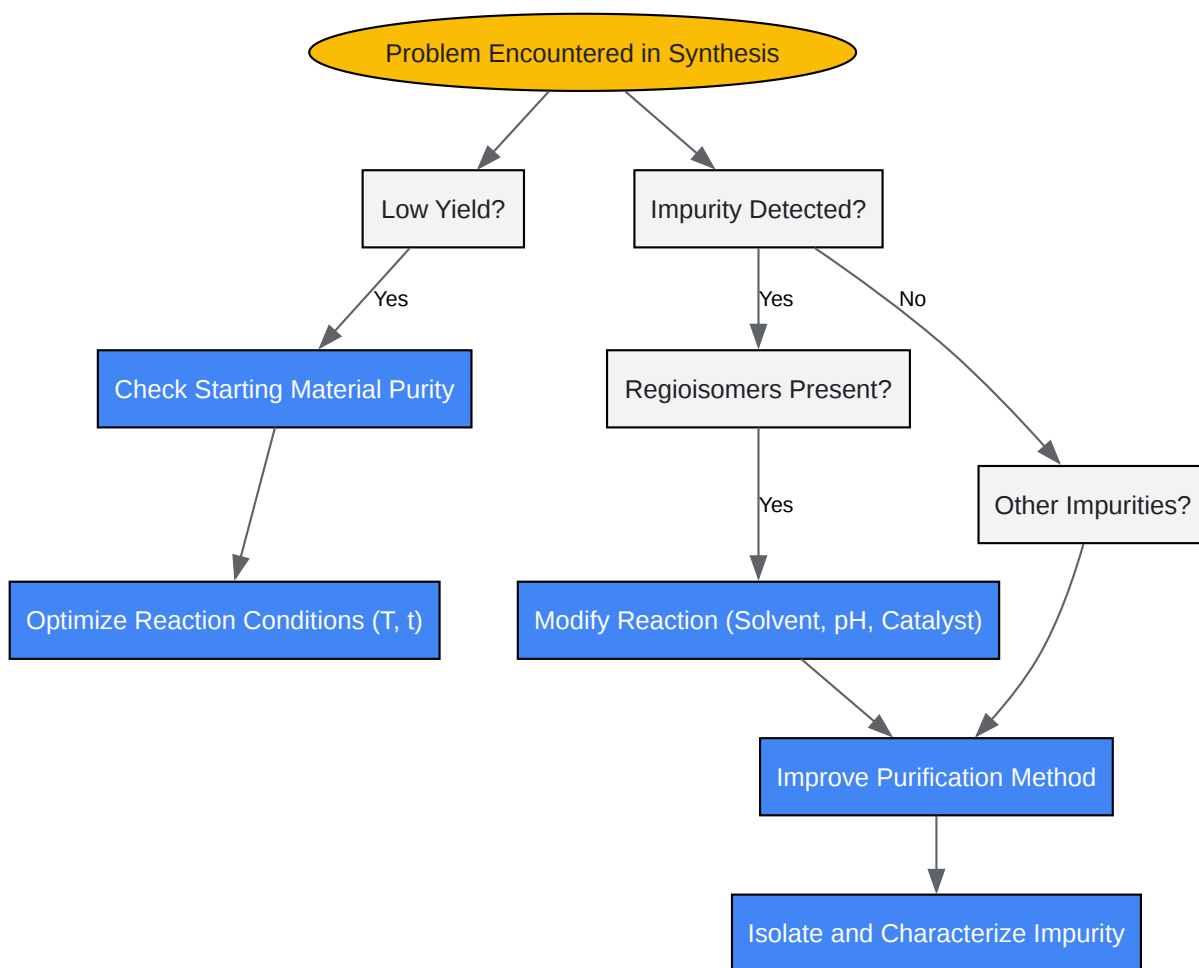 Problem Encountered in Synthesis
Low Yield?
Impurity Detected?
Yes
Yes
No
Check Starting Material Purity
Regioisomers Present?
Yes
Other Impurities?
Optimize Reaction Conditions (T, t)
Modify Reaction (Solvent, pH, Catalyst)
Improve Purification Method
Isolate and Characterize Impurity